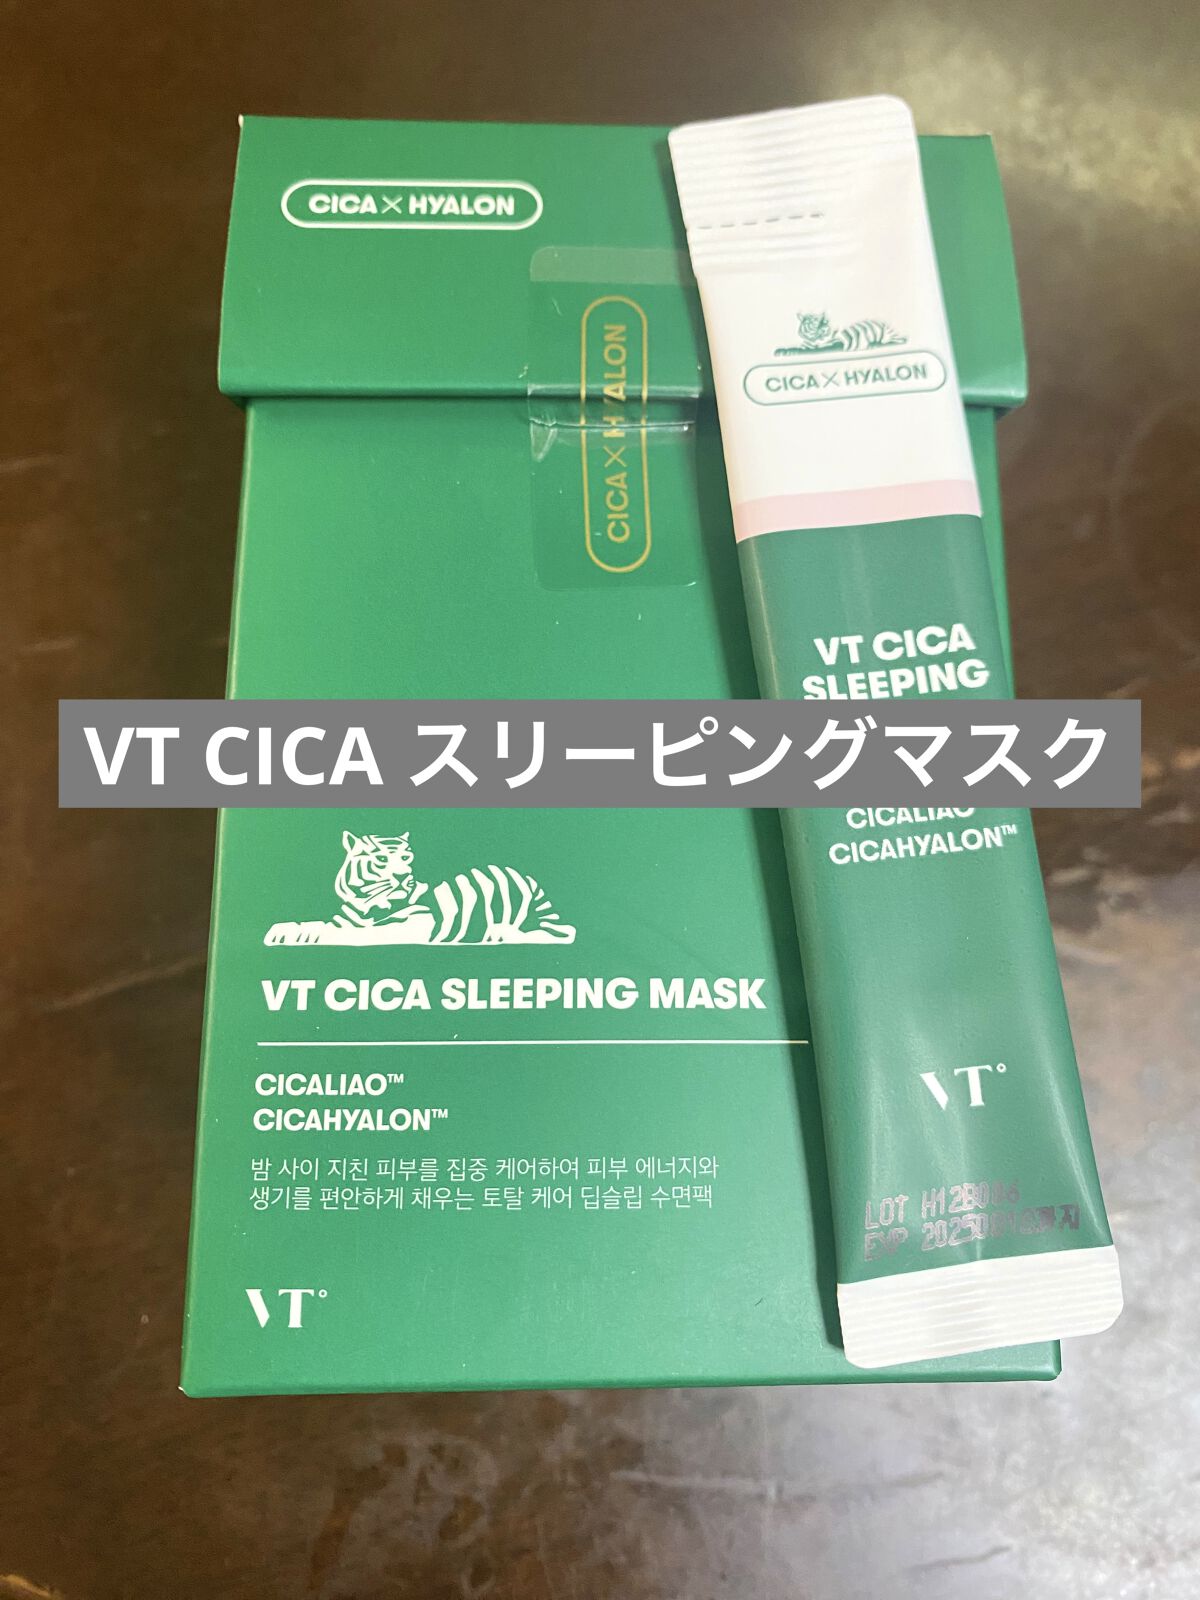 CICA×HYALON
CICA×HYALON
CICA×HYALON
VT CICA
SLEEPING
VT CICA スリーピングマスク
CICALIAO
CICAHYALON™
VT CICA SLEEPING MASK
CICALIAO™
CICAHYALON™
밤 사이 지친 피부를 집중 케어하여 피부 에너지와
생기를 편안하게 채우는 토탈 케어 딥슬립 수면팩
VT°
VT°
LOT
EXP